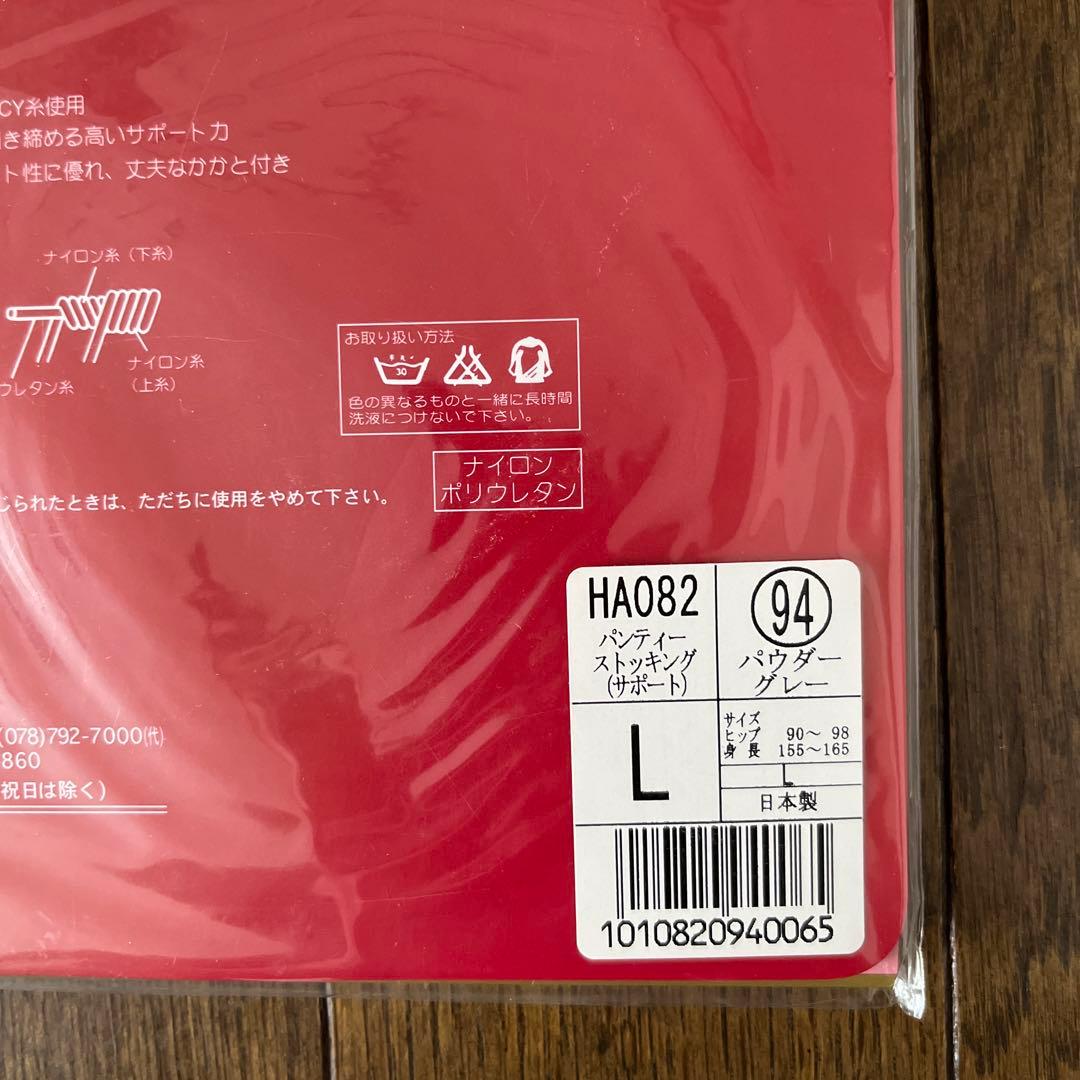 CY糸使用
き締める高いサポート力
ト性に優れ、丈夫なかかと付き
ナイロン糸（下糸）
ナイロン糸
（上糸）
ウレタン糸
お取り扱い方法
30
色の異なるものと一緒に長時間
洗液につけないで下さい。
ナイロン
ポリウレタン
じられたときは、ただちに使用をやめて下さい。
(078)792-7000㈹
860
祝日は除く)
HA082
パンティー
ストッキング
(サポート)
94
パウダー
グレー
L
サイズ
ヒップ 90～ 98
身長 155～165
L
日本製
1010820940065